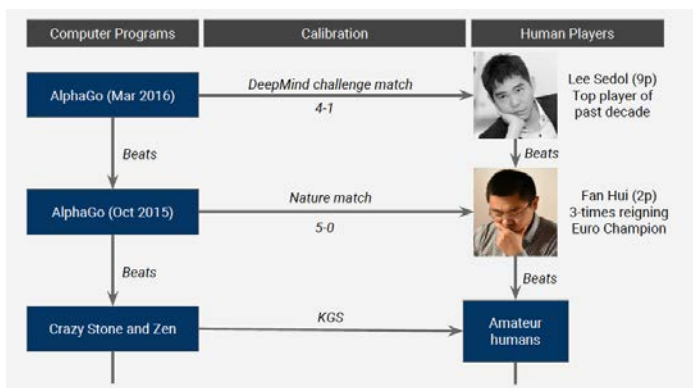 Computer Programs
Calibration
Human Players
AlphaGo (Mar 2016)
DeepMind challenge match
4-1
Lee Sedol (9p)
Top player of
past decade
Beats
Beats
AlphaGo (Oct 2015)
Nature match
5-0
Fan Hui (2p)
3-times reigning
Euro Champion
Beats
Beats
Crazy Stone and Zen
KGS
Amateur
humans